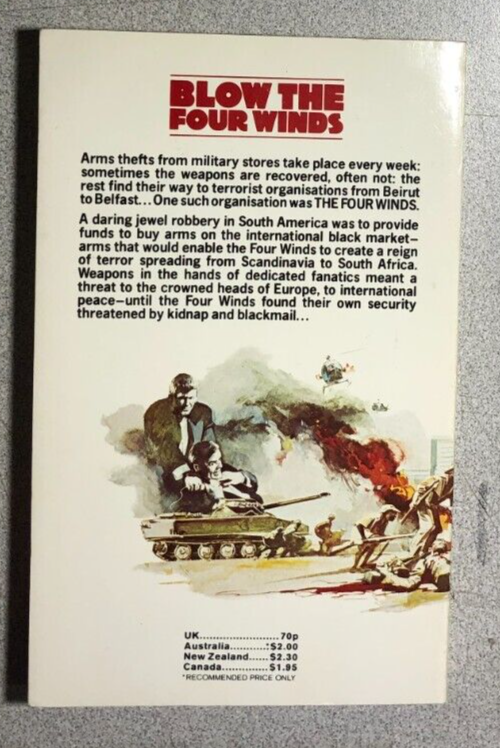 BLOW THE
FOUR WINDS
Arms thefts from military stores take place every week:
sometimes the weapons are recovered, often not: the
rest find their way to terrorist organisations from Beirut
to Belfast... One such organisation was THE FOUR WINDS.
A daring jewel robbery in South America was to provide
funds to buy arms on the international black market—
arms that would enable the Four Winds to create a reign
of terror spreading from Scandinavia to South Africa.
Weapons in the hands of dedicated fanatics meant a
threat to the crowned heads of Europe, to international
peace—until the Four Winds found their own security
threatened by kidnap and blackmail...
UK........................70p
Australia...........*$2.00
New Zealand......$2.30
Canada..............$1.95
*RECOMMENDED PRICE ONLY